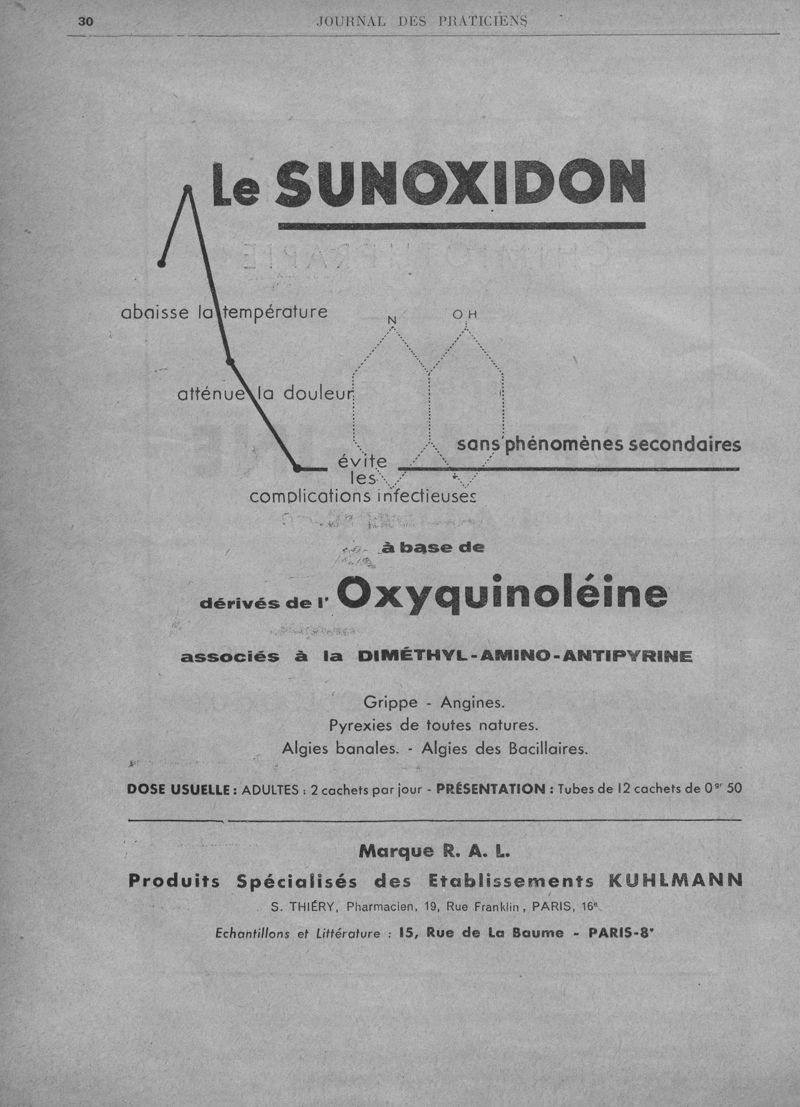 30
JOURNAL DES PRATICIENS
Le SUNOXIDON
abaisse la température
N
OH
atténue la douleur
sans phénomènes secondaires
évite
les
complications infectieuses
à base de
dérivés de l' Oxyquinoléine
associés à la DIMÉTHYL-AMINO-ANTIPYRINE
Grippe - Angines.
Pyrexies de toutes natures.
Algies banales. - Algies des Bacillaires.
DOSE USUELLE : ADULTES : 2 cachets par jour - PRÉSENTATION : Tubes de 12 cachets de 0gr 50
Marque R. A. L.
Produits Spécialisés des Etablissements KUHLMANN
S. THIÉRY, Pharmacien, 19, Rue Franklin, PARIS, 16e.
Echantillons et Littérature : 15, Rue de La Baume - PARIS-8e